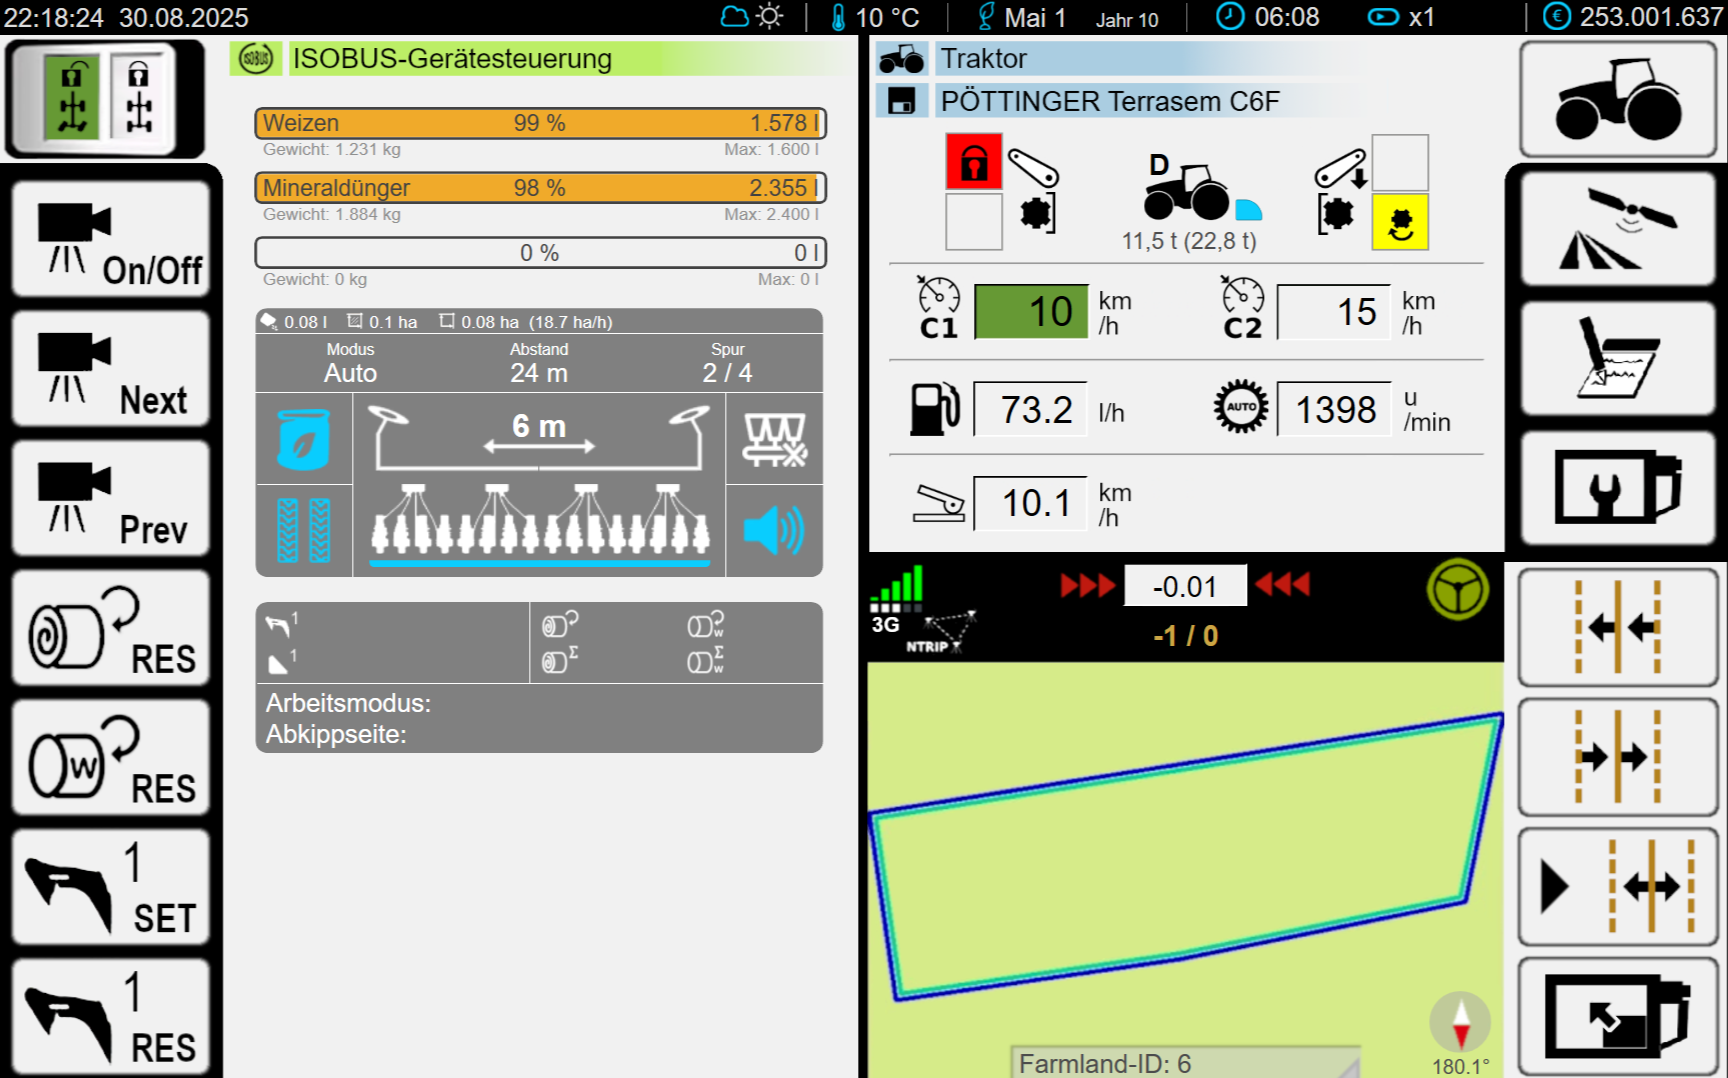 22:18:24 30.08.2025
10 °C
Mai 1 Jahr 10
06:08
x1
€ 253.001.637
ISOBUS ISOBUS-Gerätesteuerung
Weizen 99 % 1.578 l
Gewicht: 1.231 kg Max: 1.600 l
Mineraldünger 98 % 2.355 l
Gewicht: 1.884 kg Max: 2.400 l
0 % 0 l
Gewicht: 0 kg Max: 0 l
0.08 l 0.1 ha 0.08 ha (18.7 ha/h)
Modus Abstand Spur
Auto 24 m 2 / 4
6 m
1 Σ w
1 Σ w
Arbeitsmodus:
Abkippseite:
On/Off
Next
Prev
RES
W RES
1 SET
1 RES
Traktor
PÖTTINGER Terrasem C6F
D
11,5 t (22,8 t)
C1 10 km/h
C2 15 km/h
73.2 l/h
AUTO 1398 u/min
10.1 km/h
3G NTRIP
-0.01
-1 / 0
Farmland-ID: 6
180.1°